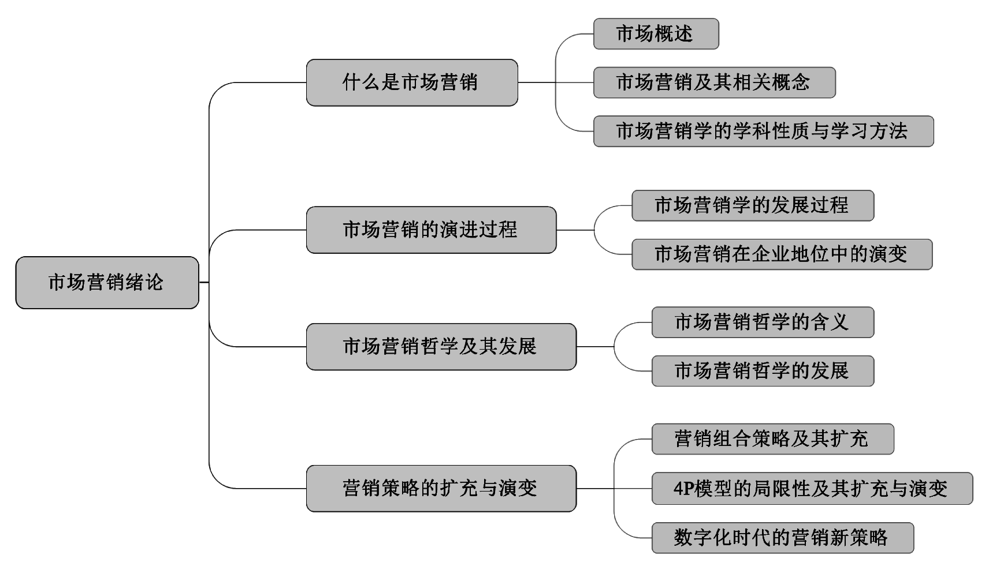 市场营销绪论
什么是市场营销
市场概述
市场营销及其相关概念
市场营销学的学科性质与学习方法
市场营销的演进过程
市场营销学的发展过程
市场营销在企业地位中的演变
市场营销哲学及其发展
市场营销哲学的含义
市场营销哲学的发展
营销策略的扩充与演变
营销组合策略及其扩充
4P模型的局限性及其扩充与演变
数字化时代的营销新策略